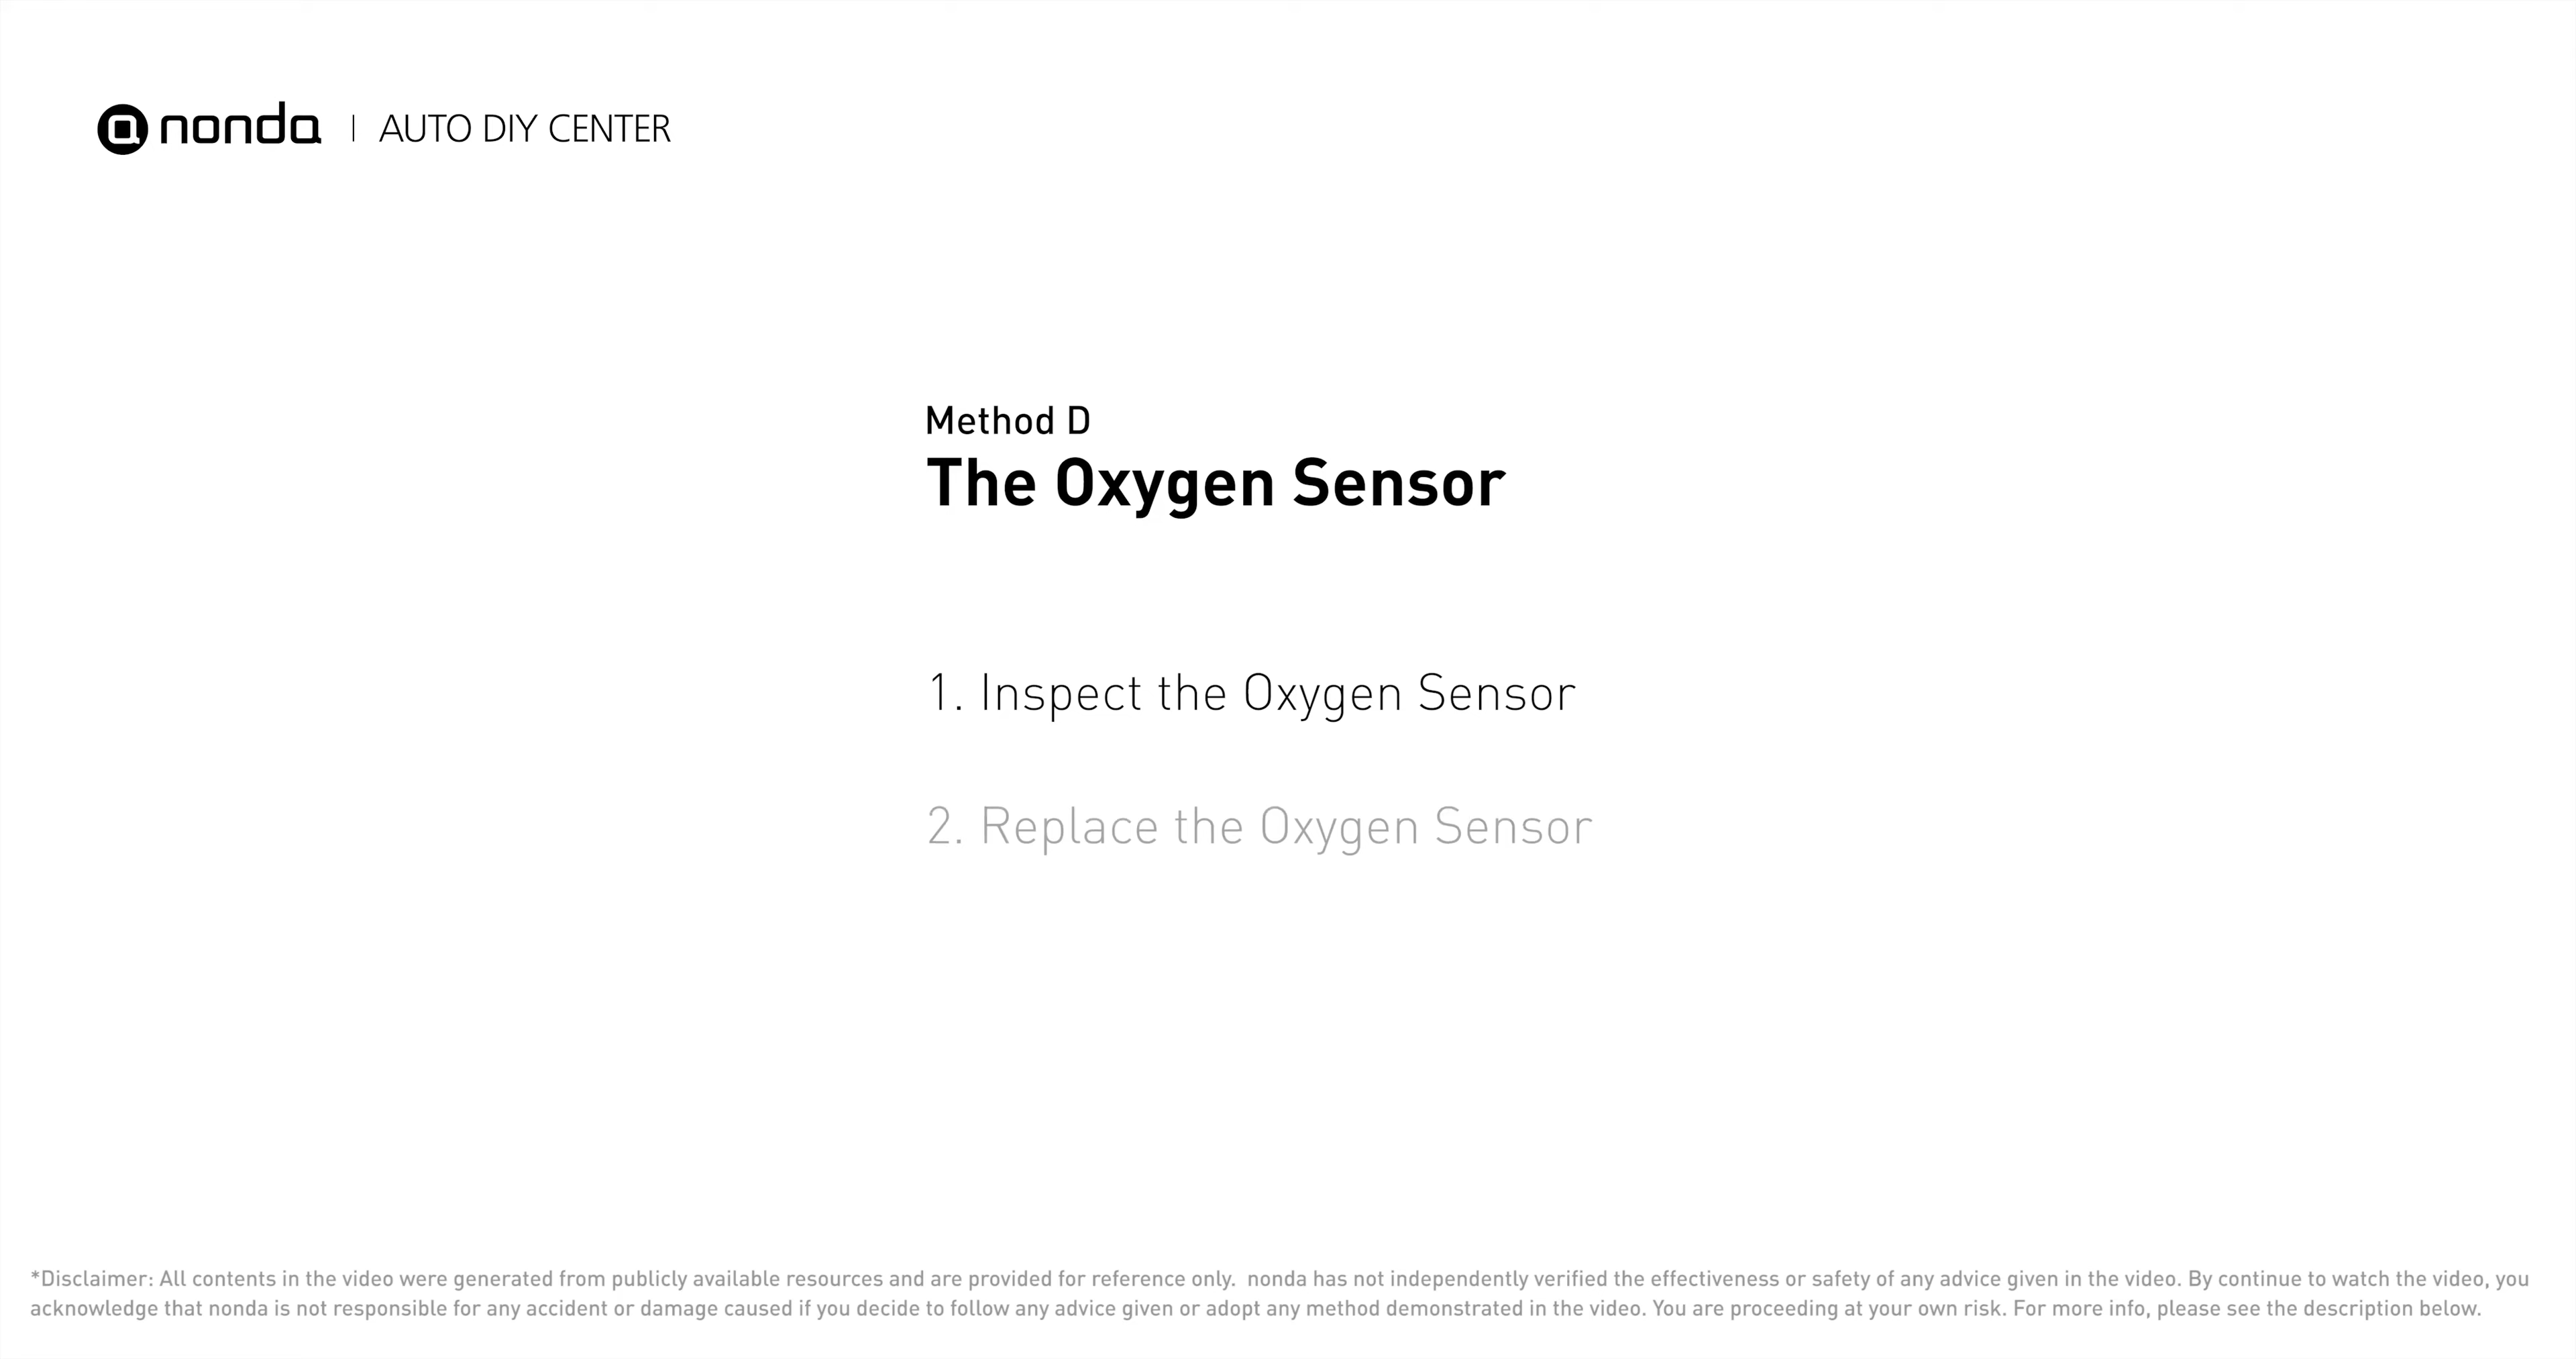 nonda | AUTO DIY CENTER
Method D
The Oxygen Sensor
1. Inspect the Oxygen Sensor
2. Replace the Oxygen Sensor
*Disclaimer: All contents in the video were generated from publicly available resources and are provided for reference only.  nonda has not independently verified the effectiveness or safety of any advice given in the video. By continue to watch the video, you
acknowledge that nonda is not responsible for any accident or damage caused if you decide to follow any advice given or adopt any method demonstrated in the video. You are proceeding at your own risk. For more info, please see the description below.